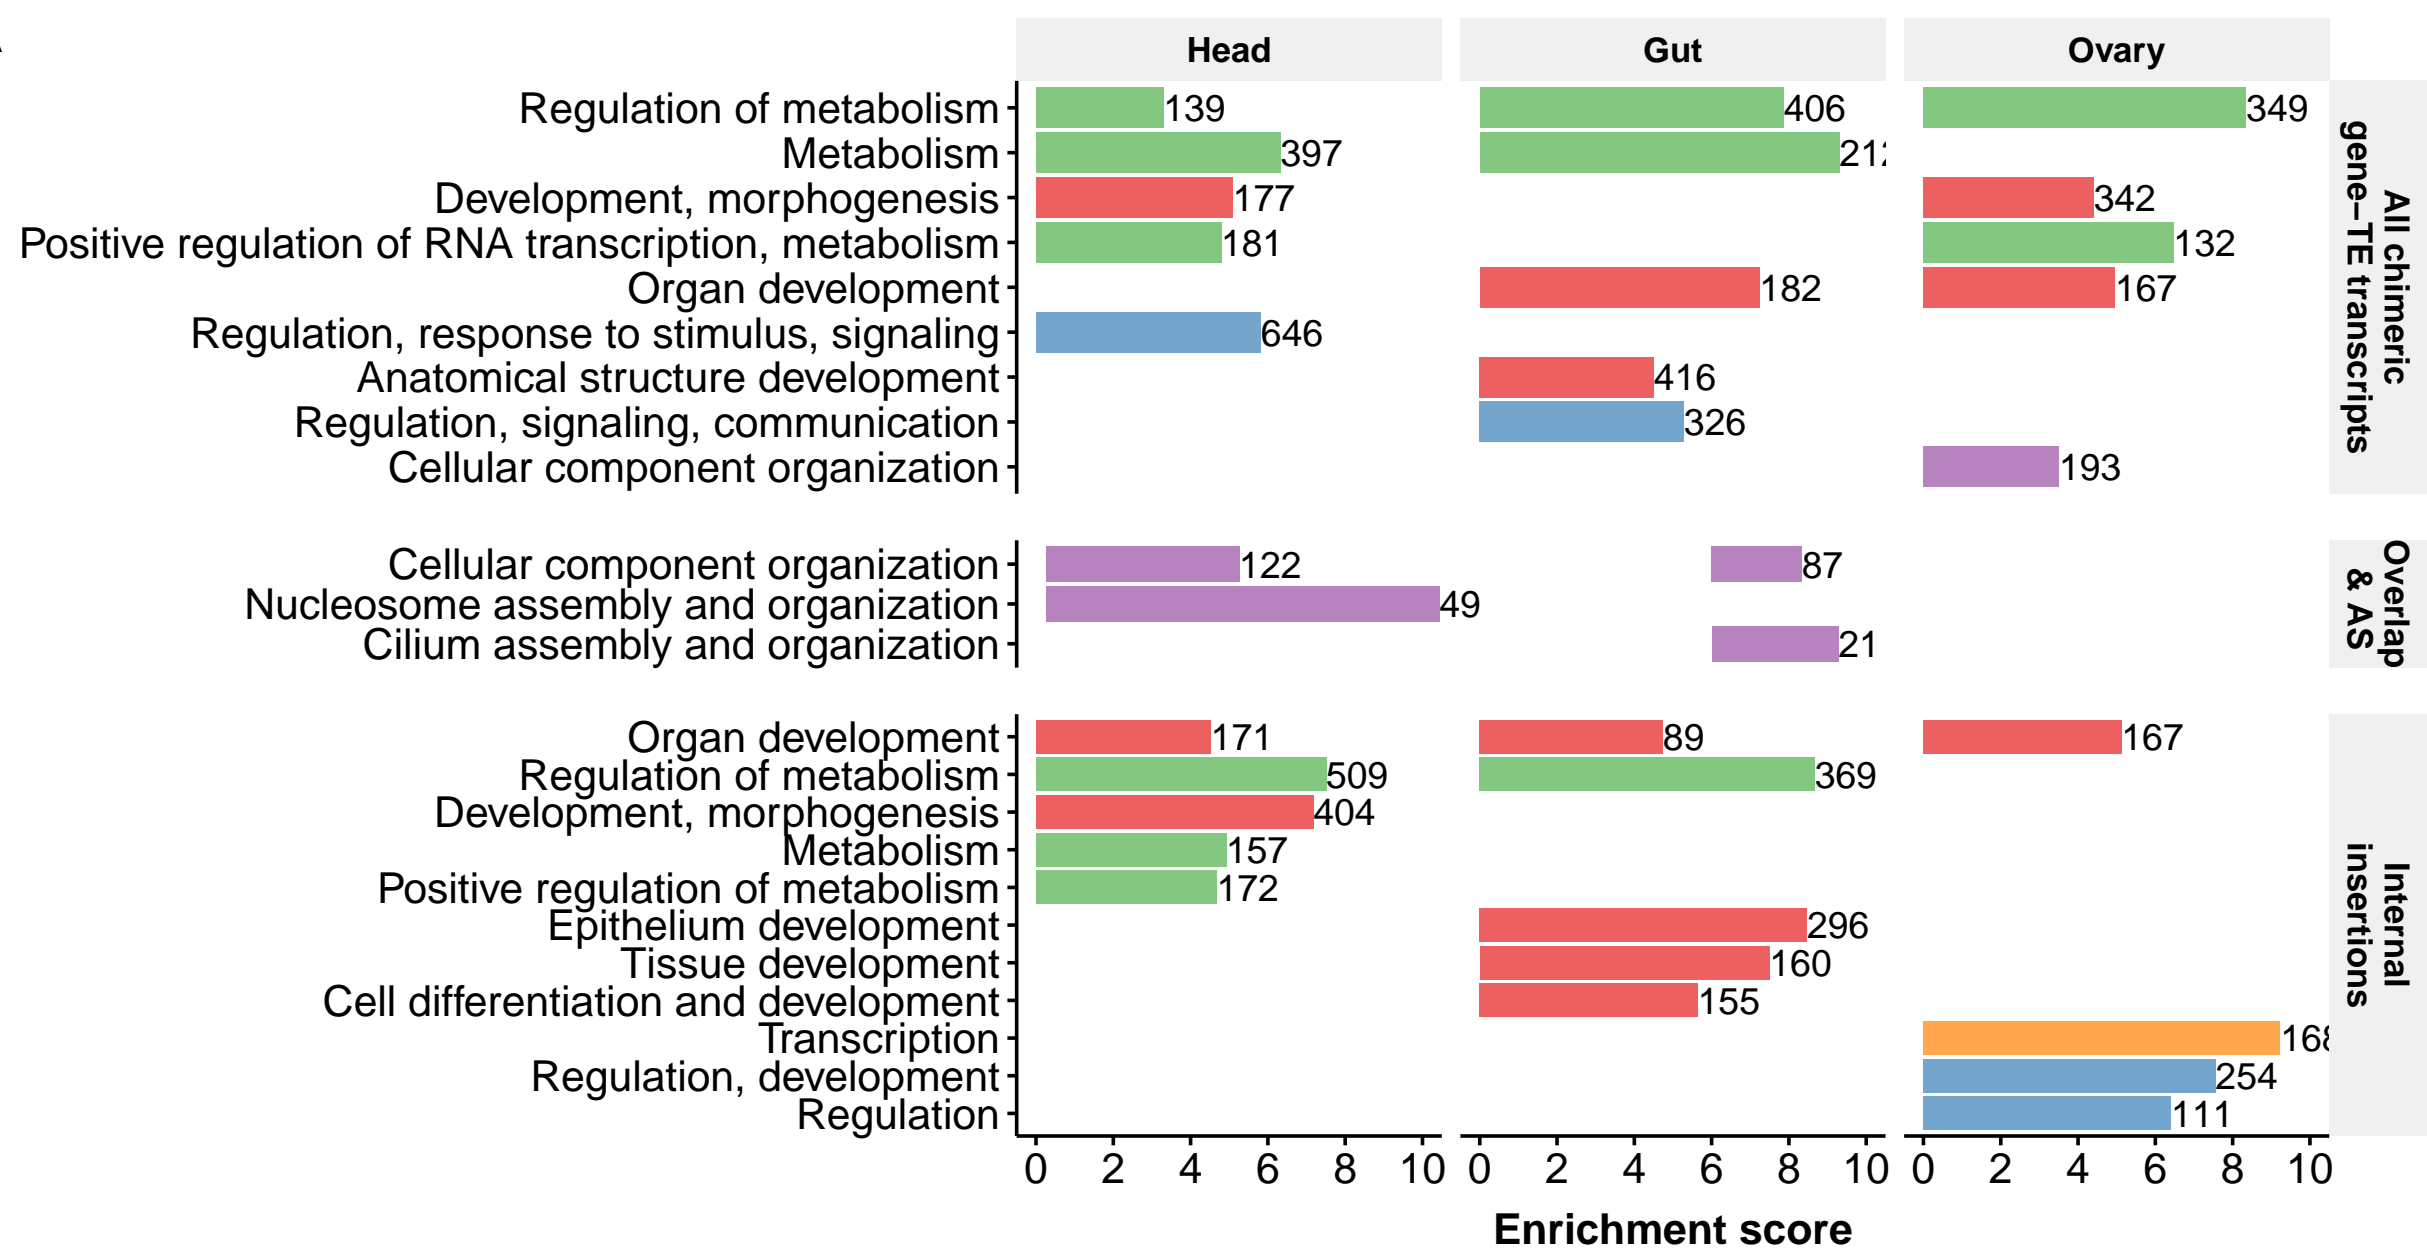 Head Gut Ovary
Regulation of metabolism 139 406 349
Metabolism 397
Development, morphogenesis 177 342
Positive regulation of RNA transcription, metabolism 181 132
Organ development 182 167
Regulation, response to stimulus, signaling 646
Anatomical structure development 416
Regulation, signaling, communication 326
Cellular component organization 193
All chimeric
gene–TE transcripts
Cellular component organization 122 87
Nucleosome assembly and organization 49
Cilium assembly and organization 21
Overlap
& AS
Organ development 171 89 167
Regulation of metabolism 509 369
Development, morphogenesis 404
Metabolism 157
Positive regulation of metabolism 172
Epithelium development 296
Tissue development 160
Cell differentiation and development 155
Transcription
Regulation, development 254
Regulation 111
Internal
insertions
0 2 4 6 8 10 0 2 4 6 8 10 0 2 4 6 8 10
Enrichment score